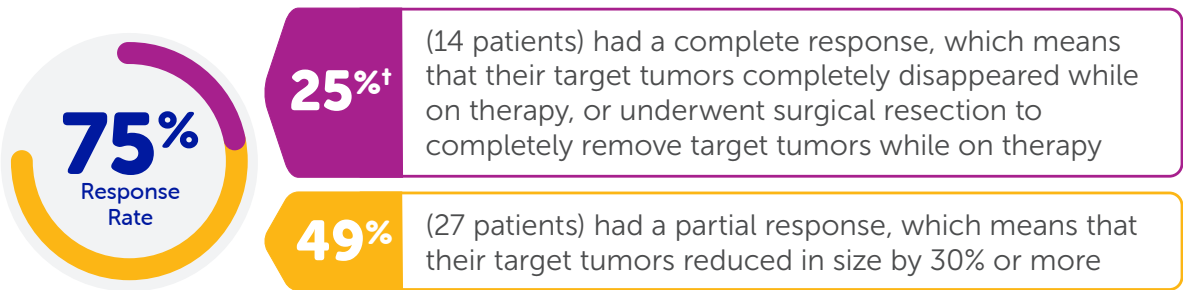 75%
Response
Rate
25%†
(14 patients) had a complete response, which means
that their target tumors completely disappeared while
on therapy, or underwent surgical resection to
completely remove target tumors while on therapy
49%
(27 patients) had a partial response, which means that
their target tumors reduced in size by 30% or more